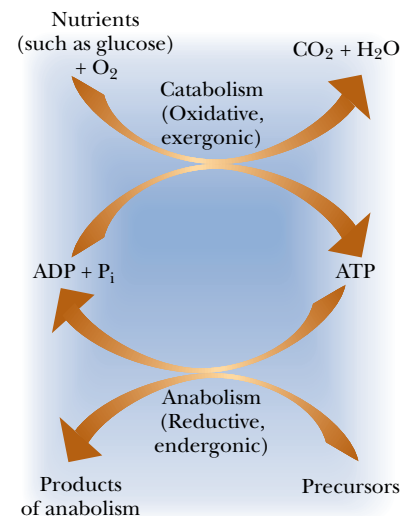 Nutrients
(such as glucose)
+ O₂
CO₂ + H₂O
Catabolism
(Oxidative,
exergonic)
ADP + Pᵢ
ATP
Anabolism
(Reductive,
endergonic)
Products
of anabolism
Precursors